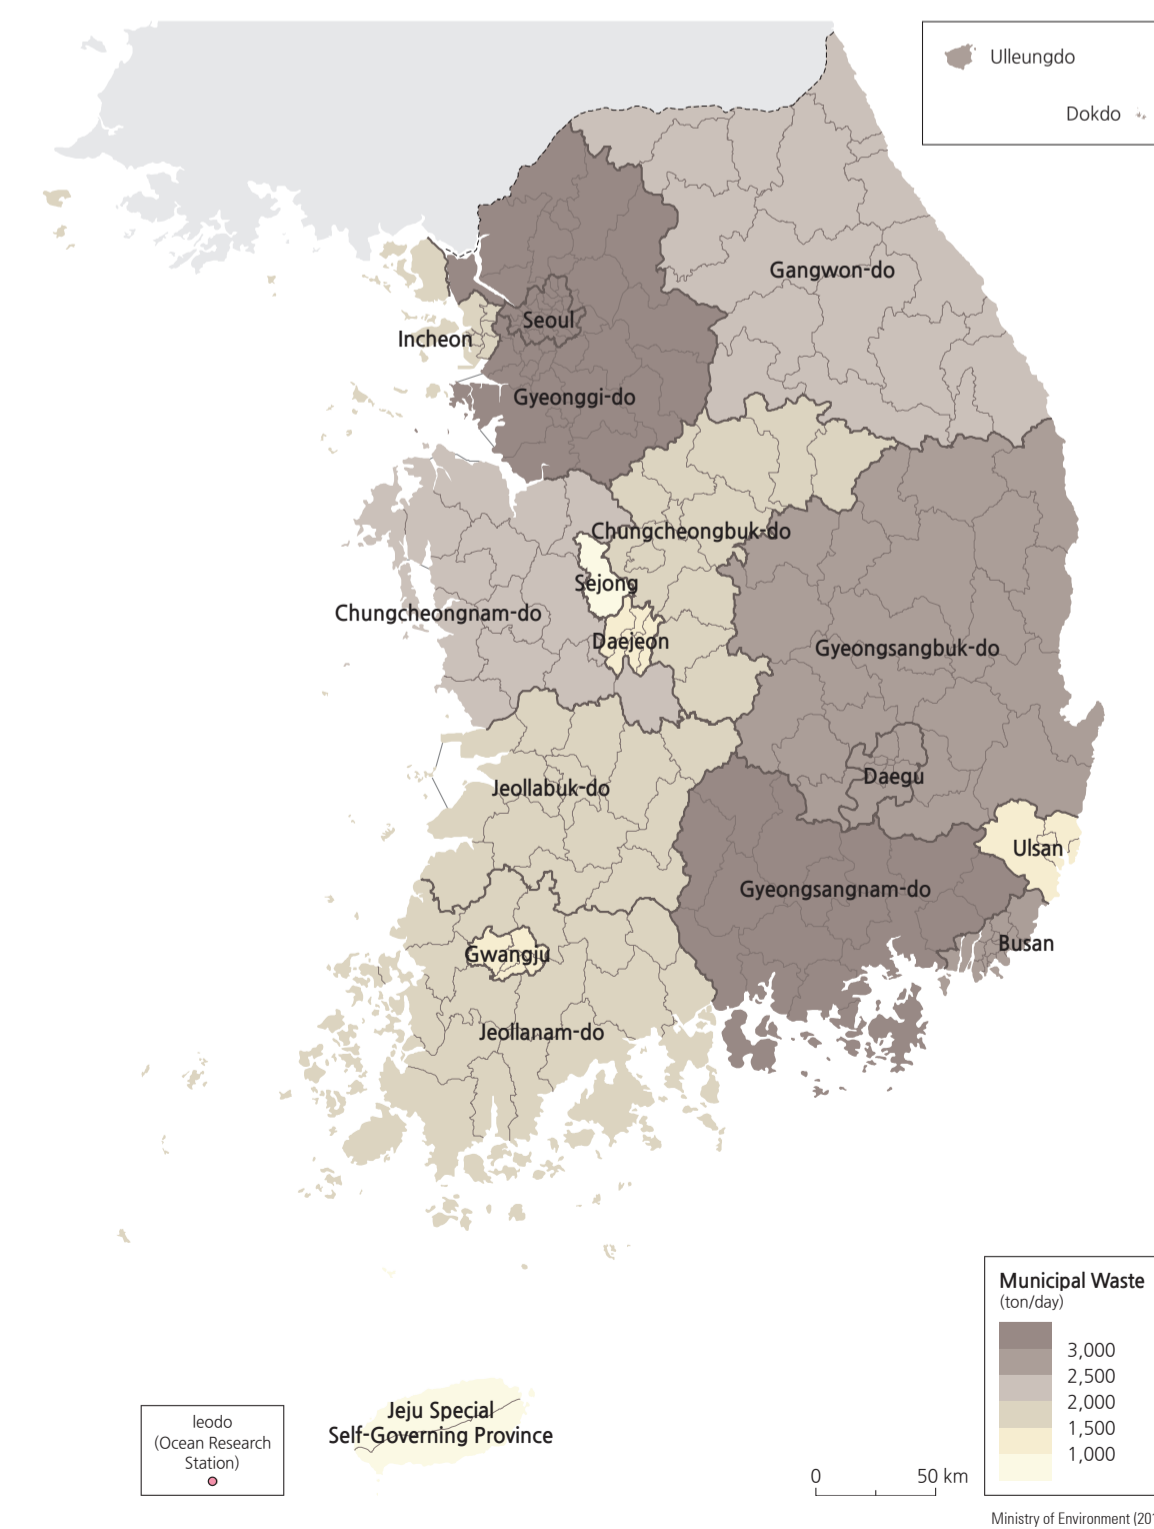 Ulleungdo
Dokdo
Gangwon-do
Seoul
Incheon
Gyeonggi-do
Chungcheongbuk-do
Sejong
Chungcheongnam-do
Daejeon
Gyeongsangbuk-do
Daegu
Jeollabuk-do
Ulsan
Gyeongsangnam-do
Busan
Gwangju
Jeollanam-do
Municipal Waste
(ton/day)
3,000
2,500
2,000
1,500
1,000
Jeju Special
Self-Governing Province
Ieodo
(Ocean Research
Station)
0 50 km
Ministry of Environment (201